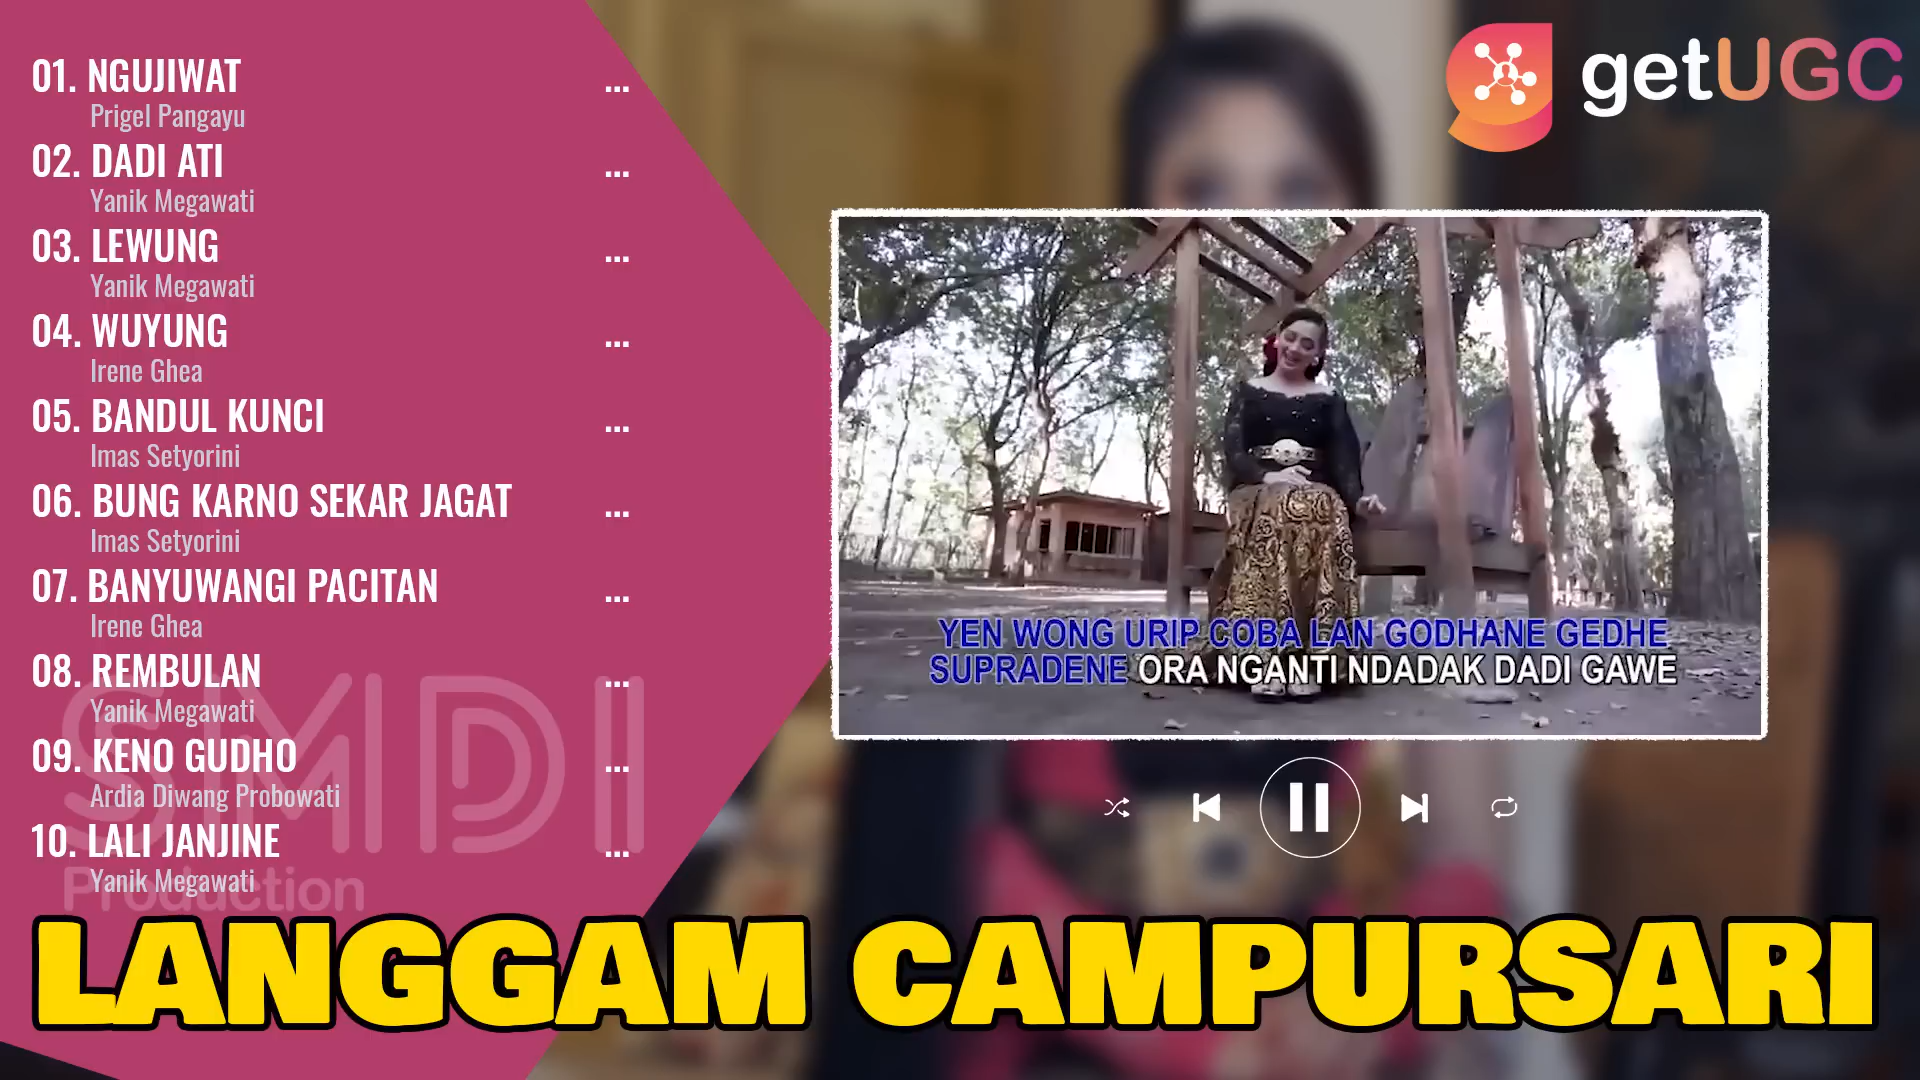 01. NGUJIWAT ...
Prigel Pangayu
02. DADI ATI ...
Yanik Megawati
03. LEWUNG ...
Yanik Megawati
04. WUYUNG ...
Irene Ghea
05. BANDUL KUNCI ...
Imas Setyorini
06. BUNG KARNO SEKAR JAGAT ...
Imas Setyorini
07. BANYUWANGI PACITAN ...
Irene Ghea
08. REMBULAN ...
Yanik Megawati
09. KENO GUDHO ...
Ardia Diwang Probowati
10. LALI JANJINE ...
Yanik Megawati
SMDI
Production
getUGC
YEN WONG URIP COBA LAN GODHANE GEDHE
SUPRADENE ORA NGANTI NDADAK DADI GAWE
LANGGAM CAMPURSARI